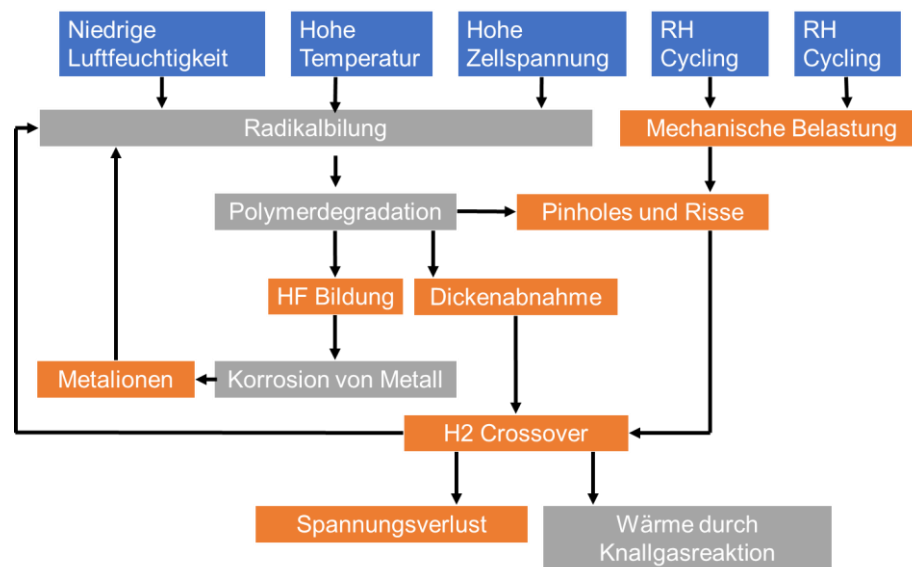 Niedrige
Luftfeuchtigkeit
Hohe
Temperatur
Hohe
Zellspannung
RH
Cycling
RH
Cycling
Radikalbilung
Mechanische Belastung
Polymerdegradation
Pinholes und Risse
HF Bildung
Dickenabnahme
Metalionen
Korrosion von Metall
H2 Crossover
Spannungsverlust
Wärme durch
Knallgasreaktion